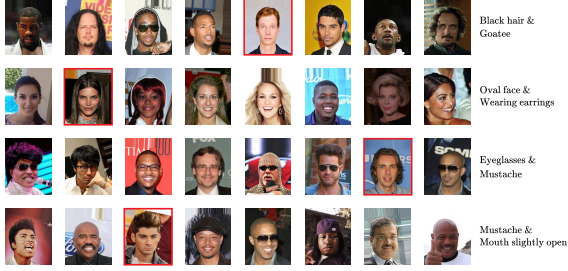 Black hair &
Goatee
Oval face &
Wearing earrings
Eyeglasses &
Mustache
Mustache &
Mouth slightly open